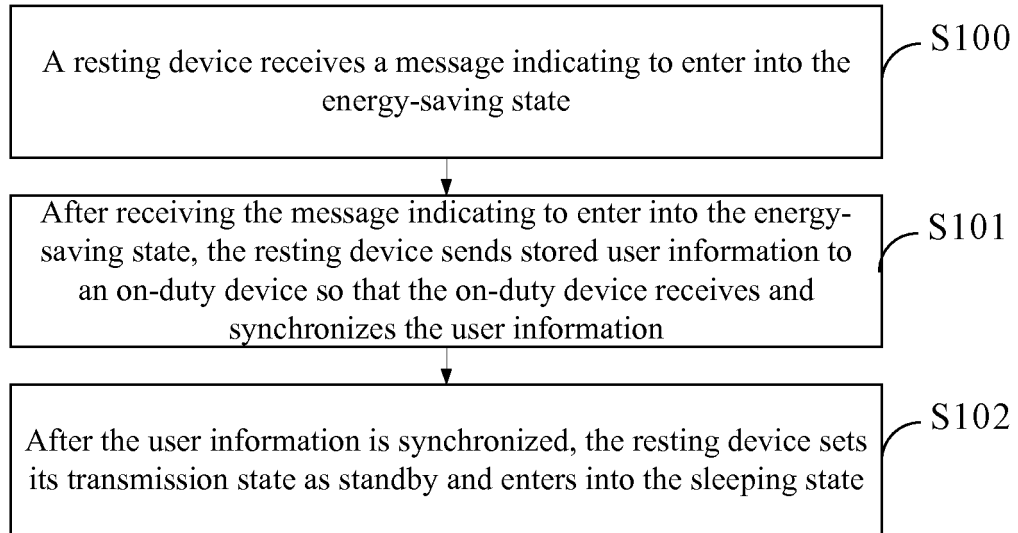 A resting device receives a message indicating to enter into the
energy-saving state
S100
After receiving the message indicating to enter into the energy-
saving state, the resting device sends stored user information to
an on-duty device so that the on-duty device receives and
synchronizes the user information
S101
After the user information is synchronized, the resting device sets
its transmission state as standby and enters into the sleeping state
S102